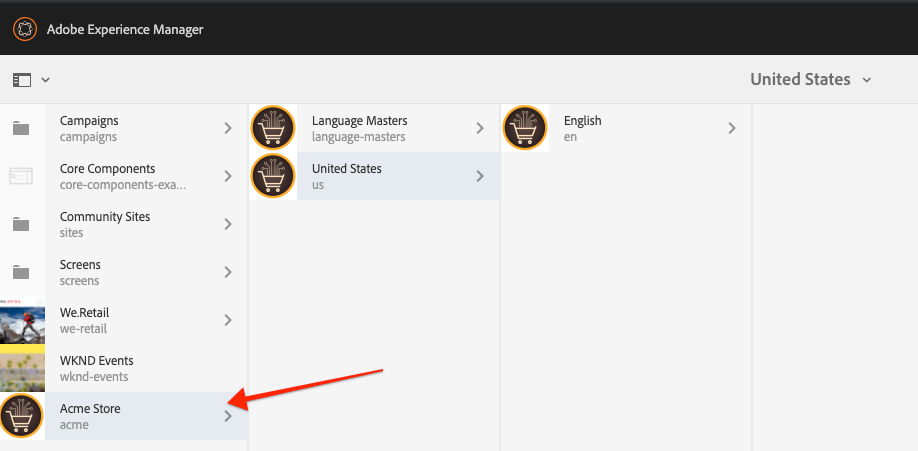 Adobe Experience Manager
United States
Campaigns
campaigns
Core Components
core-components-exa...
Community Sites
sites
Screens
screens
We.Retail
we-retail
WKND Events
wknd-events
Acme Store
acme
Language Masters
language-masters
United States
us
English
en